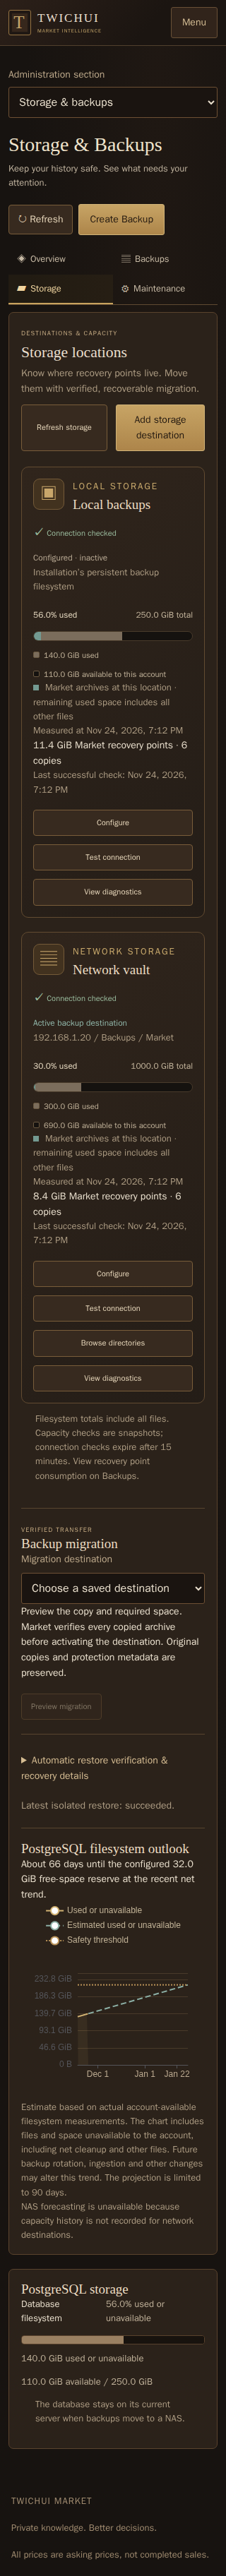 TWICHUI
MARKET INTELLIGENCE
Menu
Administration section
Storage & backups
Storage & Backups
Keep your history safe. See what needs your
attention.
Refresh
Create Backup
Overview
Backups
Storage
Maintenance
DESTINATIONS & CAPACITY
Storage locations
Know where recovery points live. Move
them with verified, recoverable migration.
Refresh storage
Add storage
destination
LOCAL STORAGE
Local backups
✓ Connection checked
Configured · inactive
Installation's persistent backup
filesystem
56.0% used
250.0 GiB total
140.0 GiB used
110.0 GiB available to this account
Market archives at this location ·
remaining used space includes all
other files
Measured at Nov 24, 2026, 7:12 PM
11.4 GiB Market recovery points · 6
copies
Last successful check: Nov 24, 2026,
7:12 PM
Configure
Test connection
View diagnostics
NETWORK STORAGE
Network vault
✓ Connection checked
Active backup destination
192.168.1.20 / Backups / Market
30.0% used
1000.0 GiB total
300.0 GiB used
690.0 GiB available to this account
Market archives at this location ·
remaining used space includes all
other files
Measured at Nov 24, 2026, 7:12 PM
8.4 GiB Market recovery points · 6
copies
Last successful check: Nov 24, 2026,
7:12 PM
Configure
Test connection
Browse directories
View diagnostics
Filesystem totals include all files.
Capacity checks are snapshots;
connection checks expire after 15
minutes. View recovery point
consumption on Backups.
VERIFIED TRANSFER
Backup migration
Migration destination
Choose a saved destination
Preview the copy and required space.
Market verifies every copied archive
before activating the destination. Original
copies and protection metadata are
preserved.
Preview migration
Automatic restore verification &
recovery details
Latest isolated restore: succeeded.
PostgreSQL filesystem outlook
About 66 days until the configured 32.0
GiB free-space reserve at the recent net
trend.
Used or unavailable
Estimated used or unavailable
Safety threshold
232.8 GiB
186.3 GiB
139.7 GiB
93.1 GiB
46.6 GiB
0 B
Dec 1
Jan 1
Jan 22
Estimate based on actual account-available
filesystem measurements. The chart includes
files and space unavailable to the account,
including net cleanup and other files. Future
backup rotation, ingestion and other changes
may alter this trend. The projection is limited
to 90 days.
NAS forecasting is unavailable because
capacity history is not recorded for network
destinations.
PostgreSQL storage
Database
filesystem
56.0% used or
unavailable
140.0 GiB used or unavailable
110.0 GiB available / 250.0 GiB
The database stays on its current
server when backups move to a NAS.
TWICHUI MARKET
Private knowledge. Better decisions.
All prices are asking prices, not completed sales.